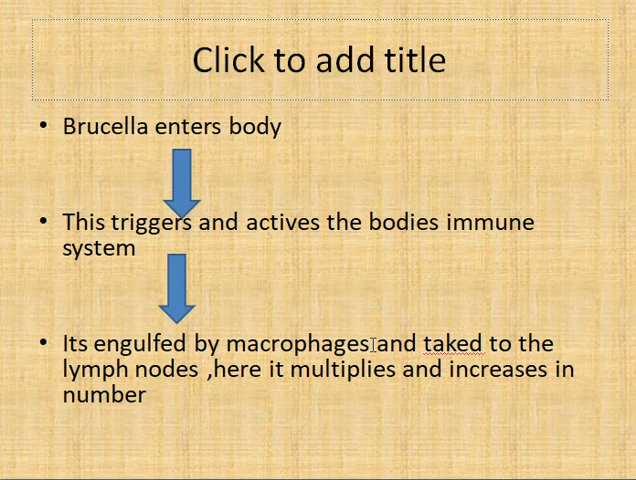 Click to add title
• Brucella enters body
• This triggers and actives the bodies immune
system
• Its engulfed by macrophages and taked to the
lymph nodes ,here it multiplies and increases in
number